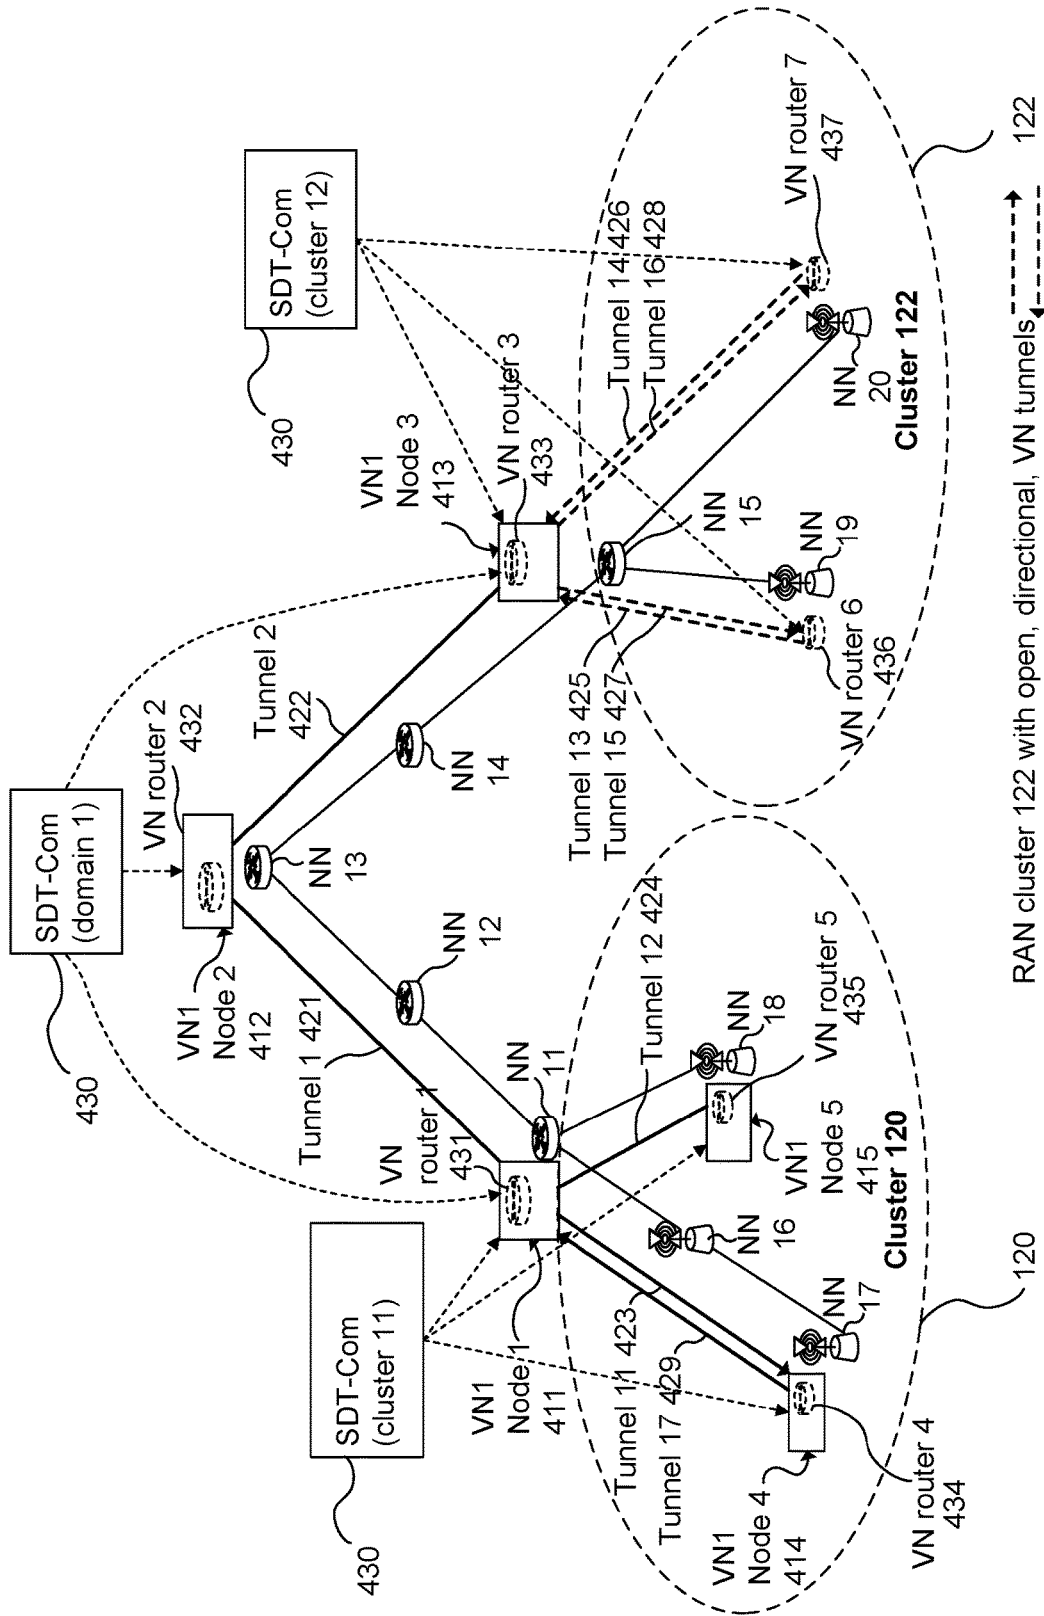 SDT-Com
(domain 1)
430
VN router 2
432
VN1
Node 2
412
SDT-Com
(cluster 12)
430
SDT-Com
(cluster 11)
430
Tunnel 1 421
Tunnel 2
422
NN
13
NN
12
NN
14
VN1
Node 3
413
VN router 3
433
VN
router 1
431
NN
11
VN1
Node 1
411
Tunnel 11 423
Tunnel 17 429
Tunnel 12 424
Tunnel 13 425
Tunnel 15 427
Tunnel 14 426
Tunnel 16 428
NN
15
NN
16
NN
17
NN
18
NN
19
NN
20
VN1
Node 4
414
VN router 4
434
VN1
Node 5
415
VN router 5
435
VN router 6
436
VN router 7
437
Cluster 120
Cluster 122
120
122
RAN cluster 122 with open, directional, VN tunnels